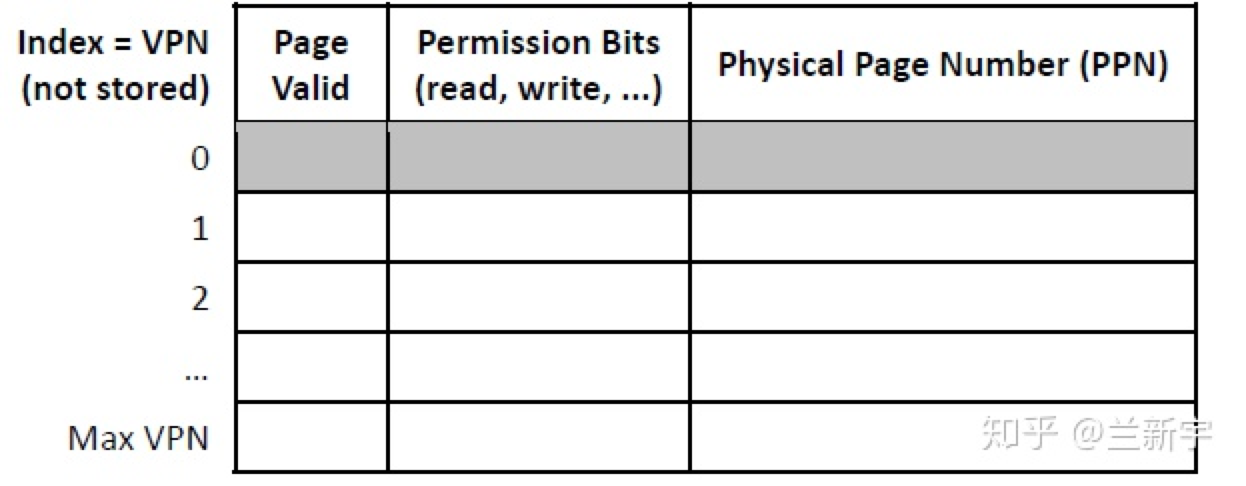 Index = VPN
(not stored)
Page
Valid
Permission Bits
(read, write, ...)
Physical Page Number (PPN)
0
1
2
...
Max VPN
知乎 @兰新宇